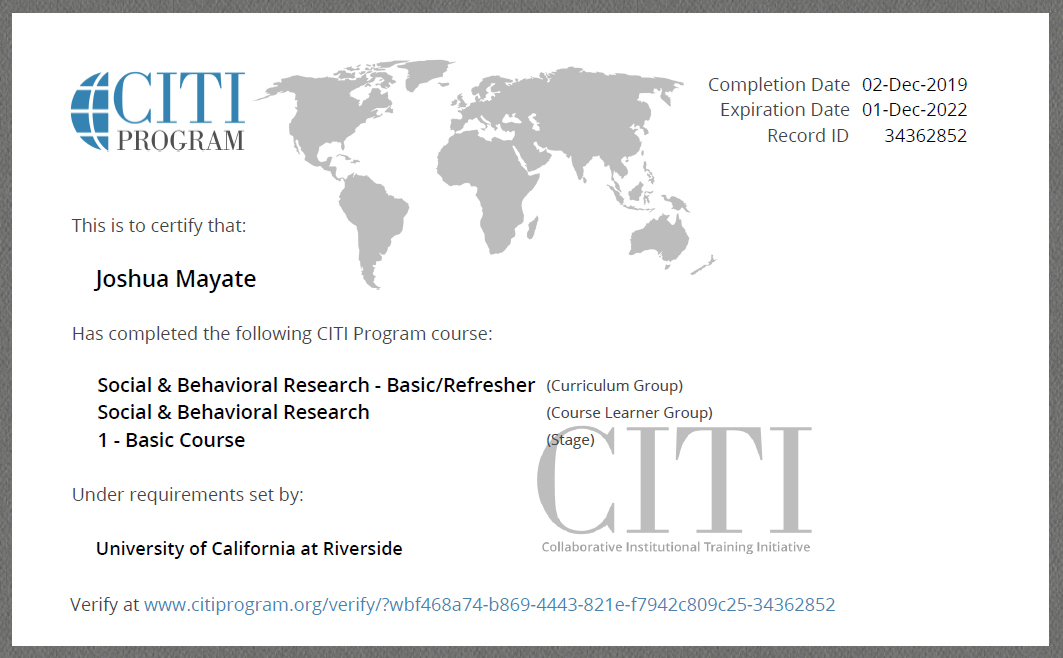 CITI
PROGRAM
Completion Date 02-Dec-2019
Expiration Date 01-Dec-2022
Record ID 34362852
This is to certify that:
Joshua Mayate
Has completed the following CITI Program course:
Social & Behavioral Research - Basic/Refresher (Curriculum Group)
Social & Behavioral Research (Course Learner Group)
1 - Basic Course (Stage)
Under requirements set by:
University of California at Riverside
CITI
Collaborative Institutional Training Initiative
Verify at www.citiprogram.org/verify/?wbf468a74-b869-4443-821e-f7942c809c25-34362852